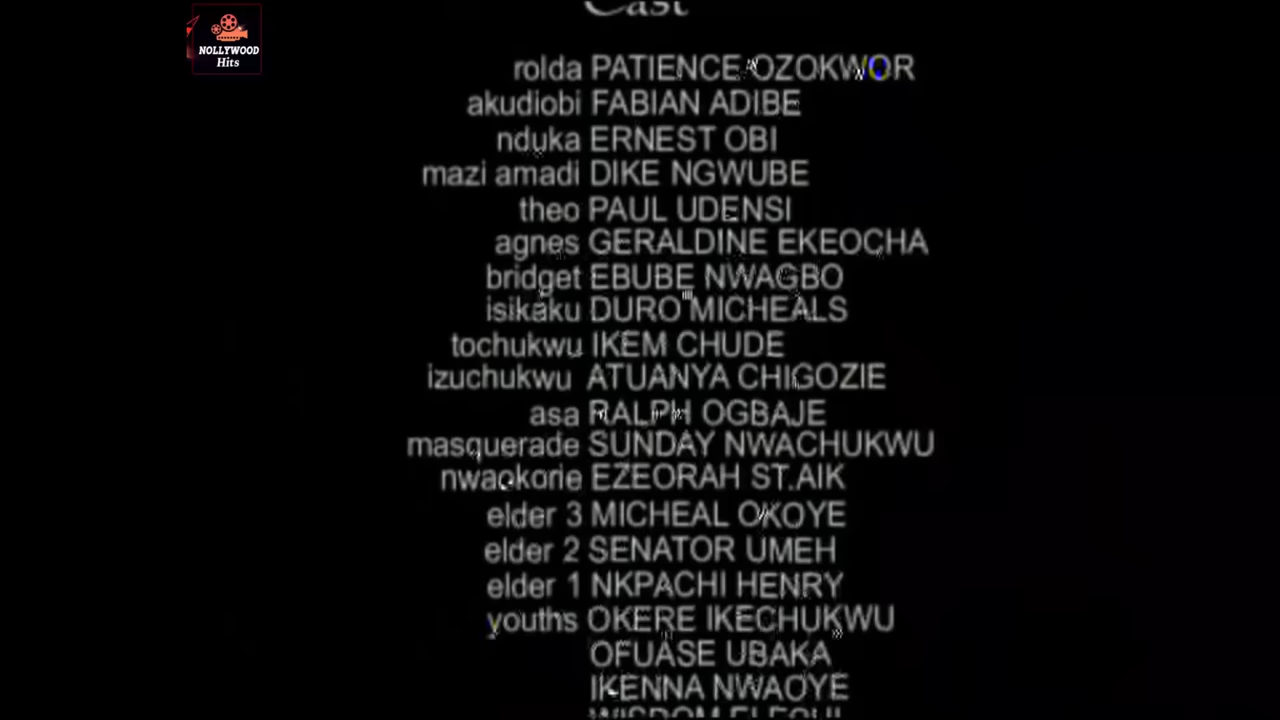 Cast
NOLLYWOOD
Hits
rolda PATIENCE OZOKWOR
akudiobi FABIAN ADIBE
nduka ERNEST OBI
mazi amadi DIKE NGWUBE
theo PAUL UDENSI
agnes GERALDINE EKEOCHA
bridget EBUBE NWAGBO
isikaku DURO MICHEALS
tochukwu IKEM CHUDE
izuchukwu ATUANYA CHIGOZIE
asa RALPH OGBAJE
masquerade SUNDAY NWACHUKWU
nwaokorie EZEORAH ST.AIK
elder 3 MICHEAL OKOYE
elder 2 SENATOR UMEH
elder 1 NKPACHI HENRY
youths OKERE IKECHUKWU
OFUASE UBAKA
IKENNA NWAOYE
WISDOM